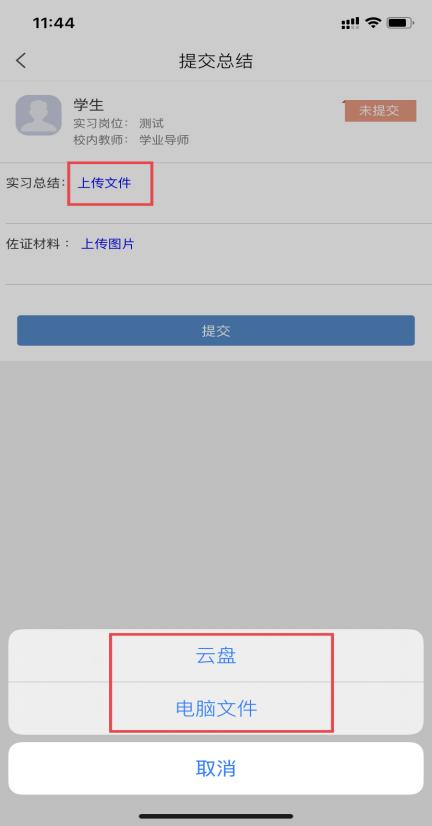 11:44
提交总结
学生
未提交
实习岗位： 测试
校内教师： 学业导师
实习总结: 上传文件
佐证材料： 上传图片
提交
云盘
电脑文件
取消